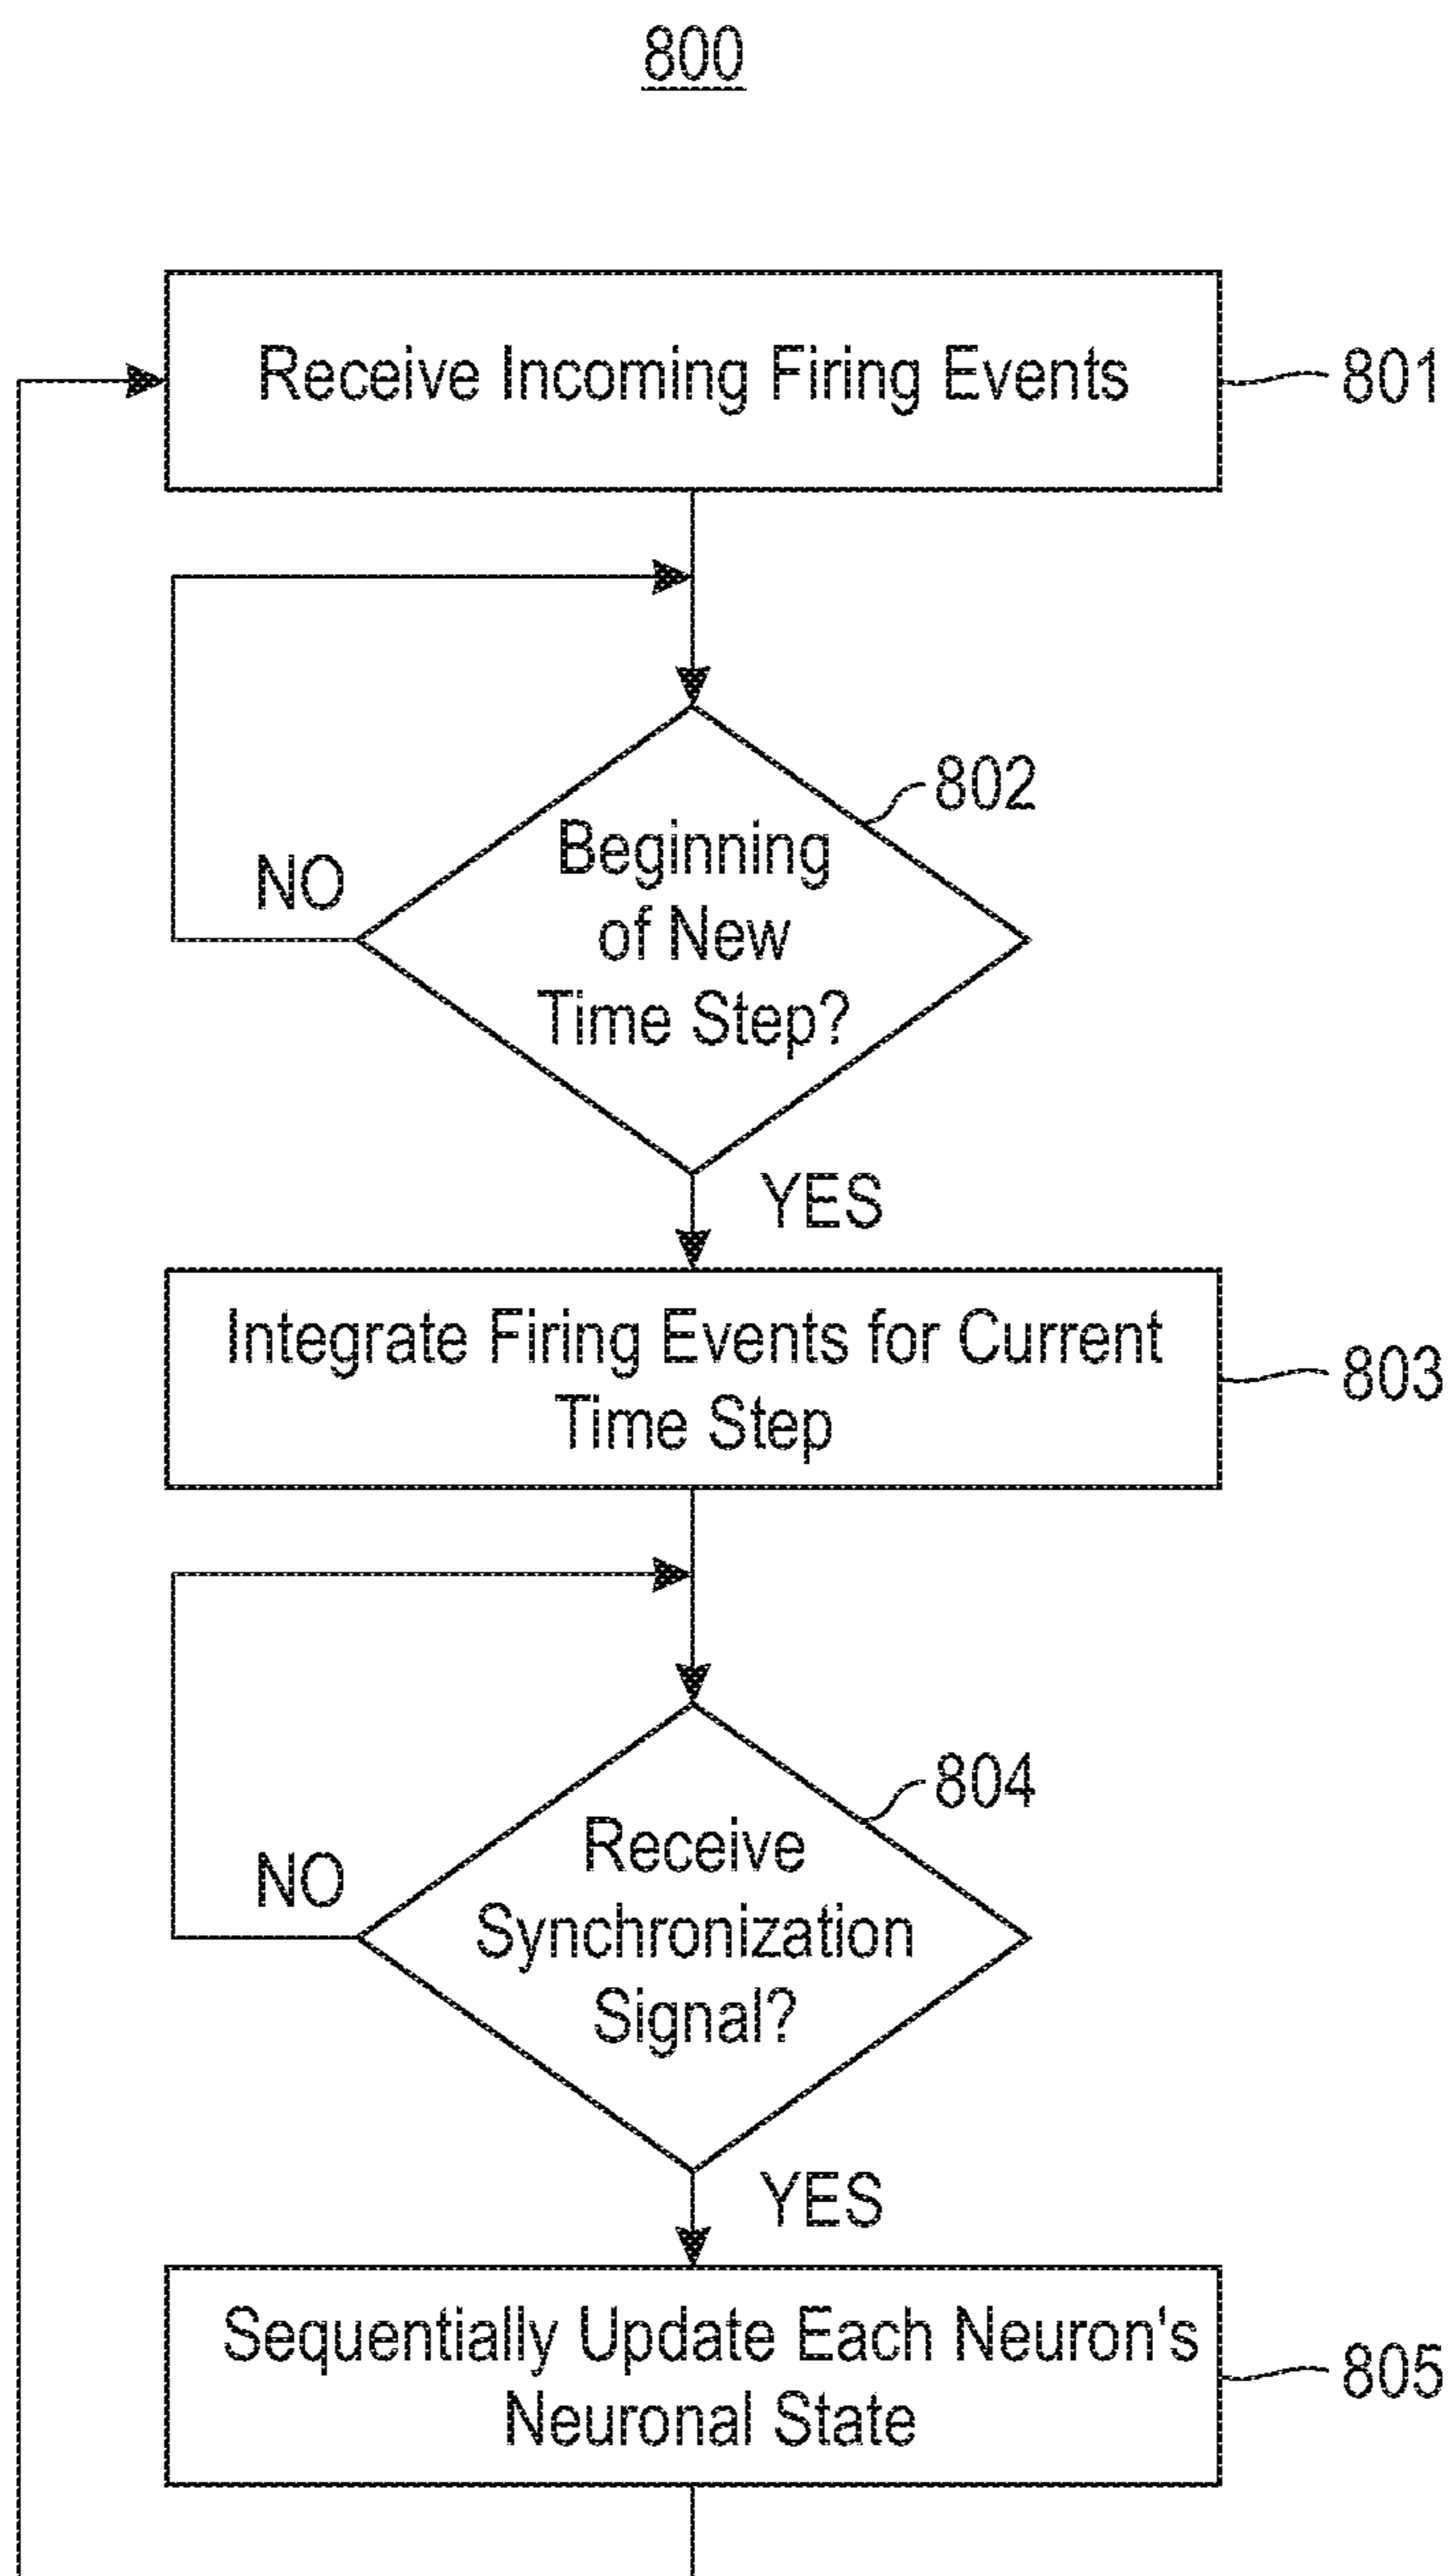 800
Receive Incoming Firing Events
801
802
Beginning
of New
Time Step?
NO
YES
Integrate Firing Events for Current
Time Step
803
804
Receive
Synchronization
Signal?
NO
YES
Sequentially Update Each Neuron's
Neuronal State
805